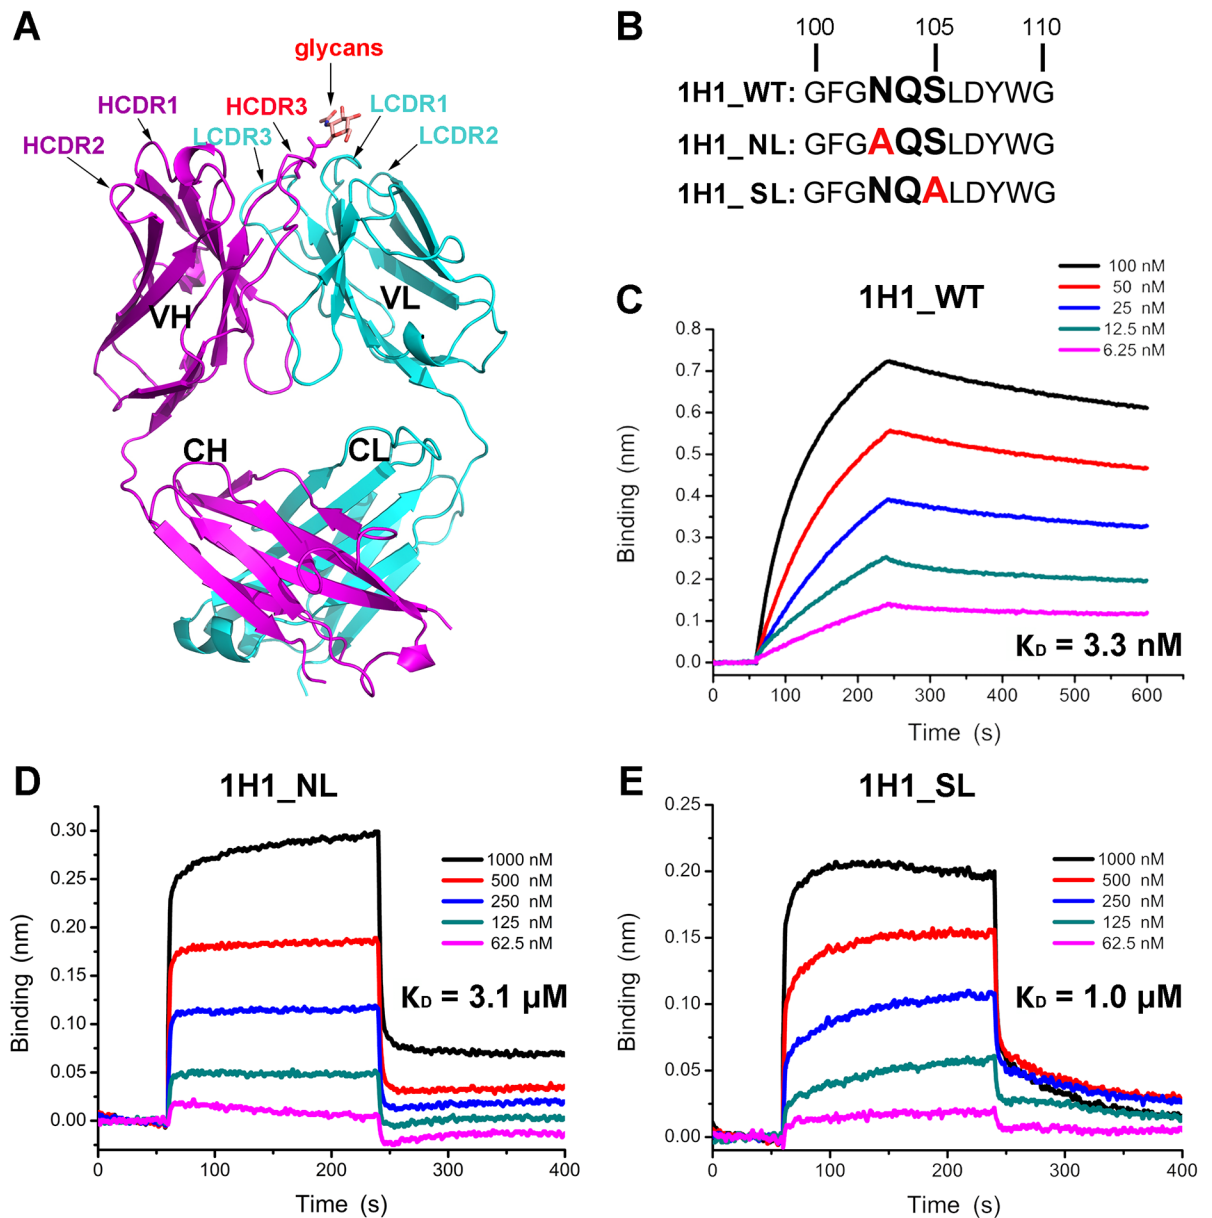 A
glycans
HCDR1
HCDR3
LCDR1
HCDR2
LCDR3
LCDR2
VH
VL
CH
CL
B
100 105 110
1H1_WT: GFGNQSLDYWG
1H1_NL: GFGAQSLDYWG
1H1_SL: GFGNQALDYWG
C
1H1_WT
100 nM
50 nM
25 nM
12.5 nM
6.25 nM
Binding (nm)
0.8
0.7
0.6
0.5
0.4
0.3
0.2
0.1
0.0
KD = 3.3 nM
0 100 200 300 400 500 600
Time (s)
D
1H1_NL
1000 nM
500 nM
250 nM
125 nM
62.5 nM
Binding (nm)
0.30
0.25
0.20
0.15
0.10
0.05
0.00
KD = 3.1 µM
0 100 200 300 400
Time (s)
E
1H1_SL
1000 nM
500 nM
250 nM
125 nM
62.5 nM
Binding (nm)
0.25
0.20
0.15
0.10
0.05
0.00
KD = 1.0 µM
0 100 200 300 400
Time (s)